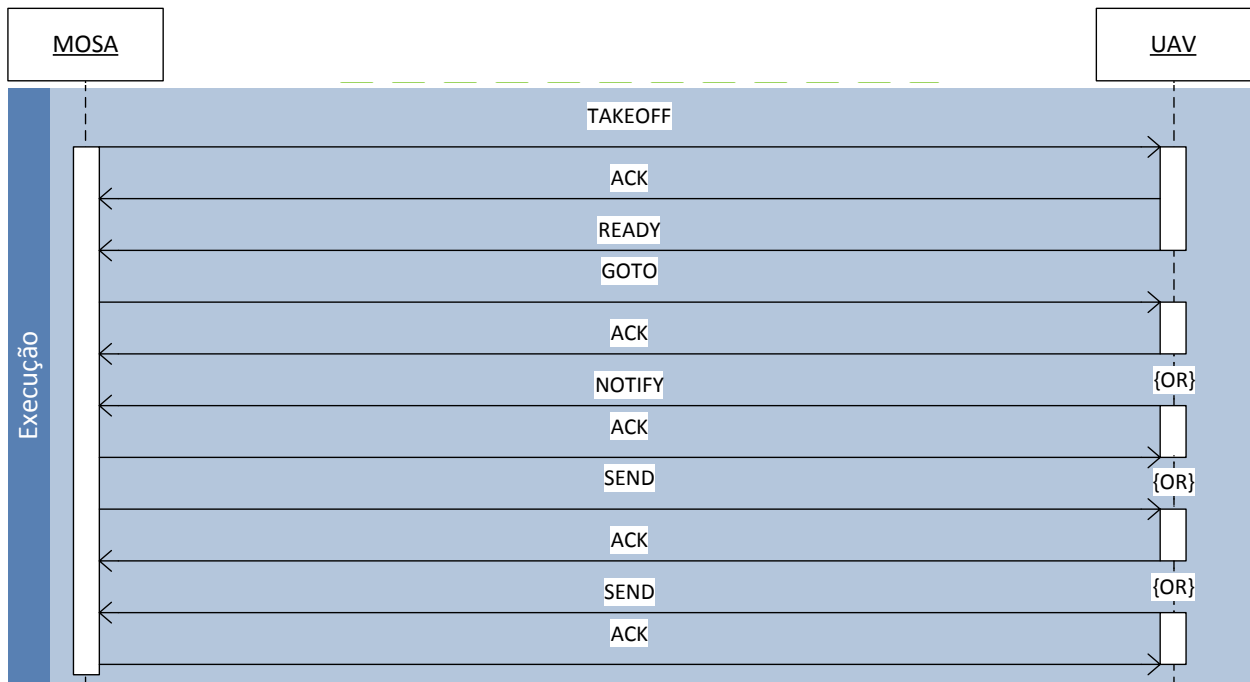 MOSA
UAV
TAKEOFF
ACK
READY
GOTO
ACK
NOTIFY
{OR}
ACK
SEND
{OR}
ACK
SEND
{OR}
ACK
Execução